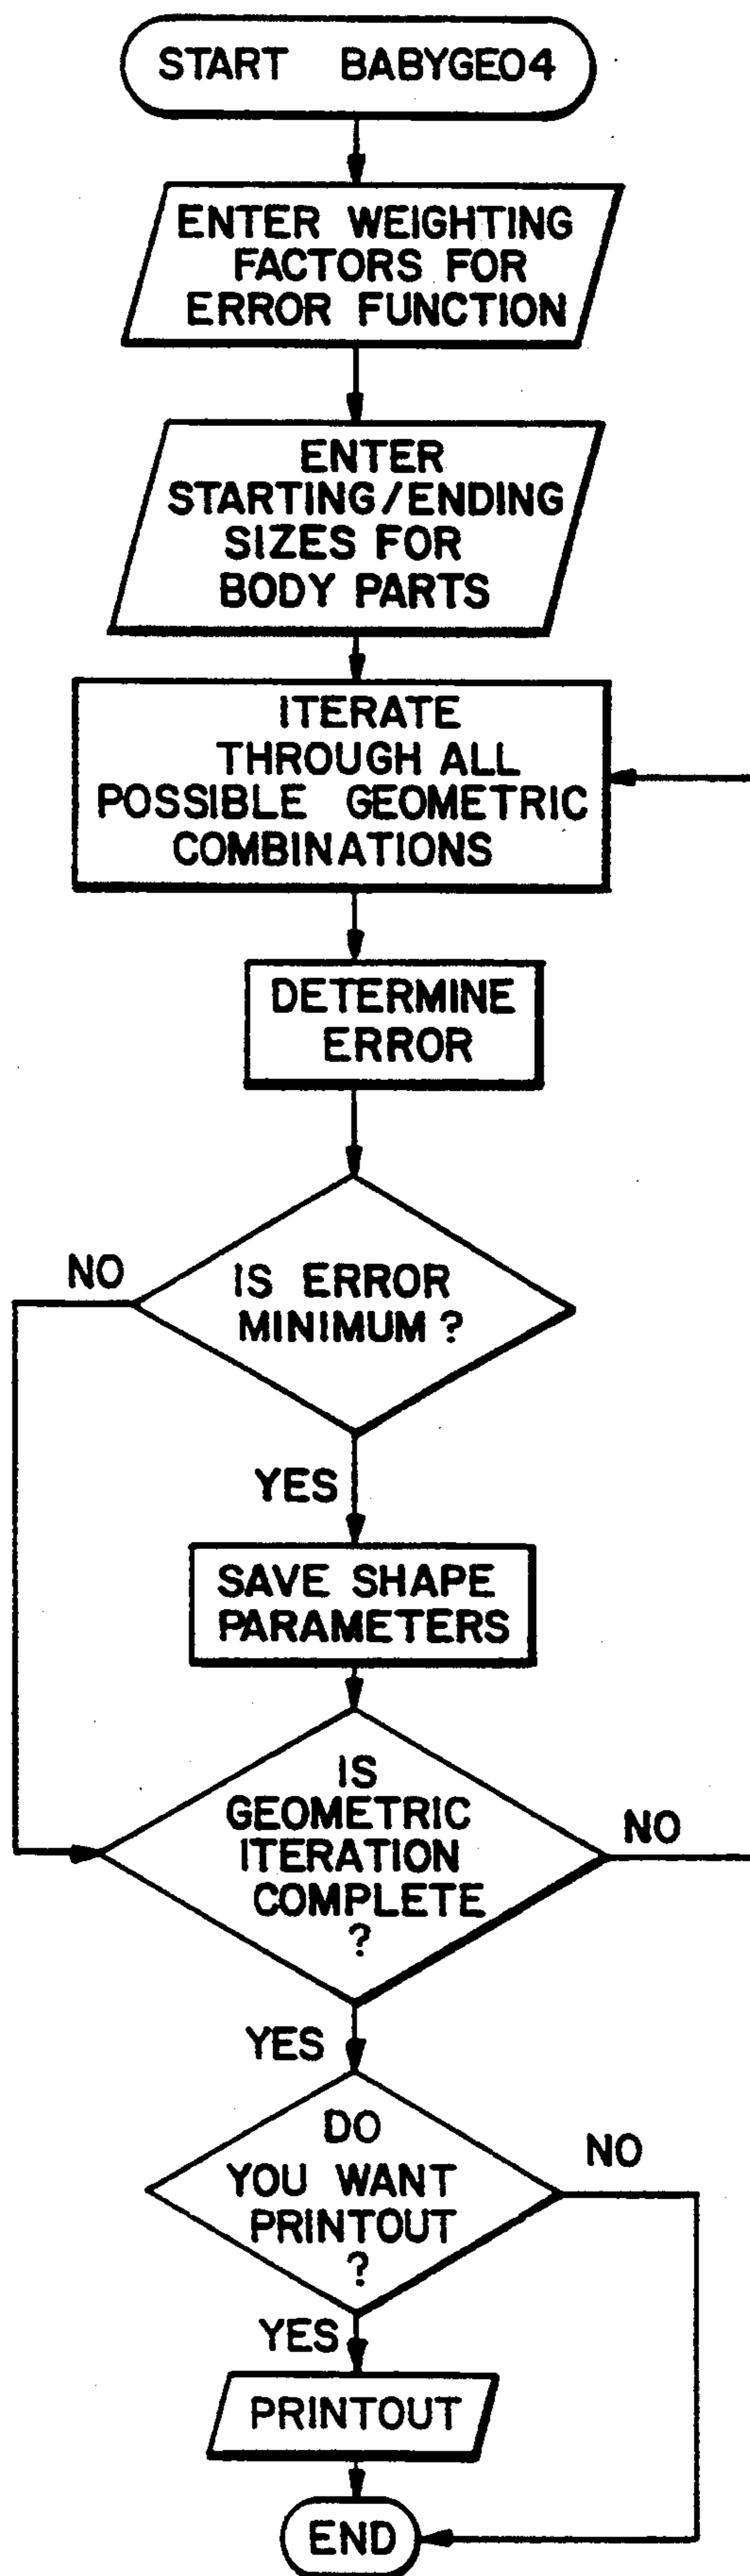 START BABYGEO4
ENTER WEIGHTING
FACTORS FOR
ERROR FUNCTION
ENTER
STARTING/ENDING
SIZES FOR
BODY PARTS
ITERATE
THROUGH ALL
POSSIBLE GEOMETRIC
COMBINATIONS
DETERMINE
ERROR
NO
IS ERROR
MINIMUM ?
YES
SAVE SHAPE
PARAMETERS
IS
GEOMETRIC
ITERATION
COMPLETE
?
NO
YES
DO
YOU WANT
PRINTOUT
?
NO
YES
PRINTOUT
END